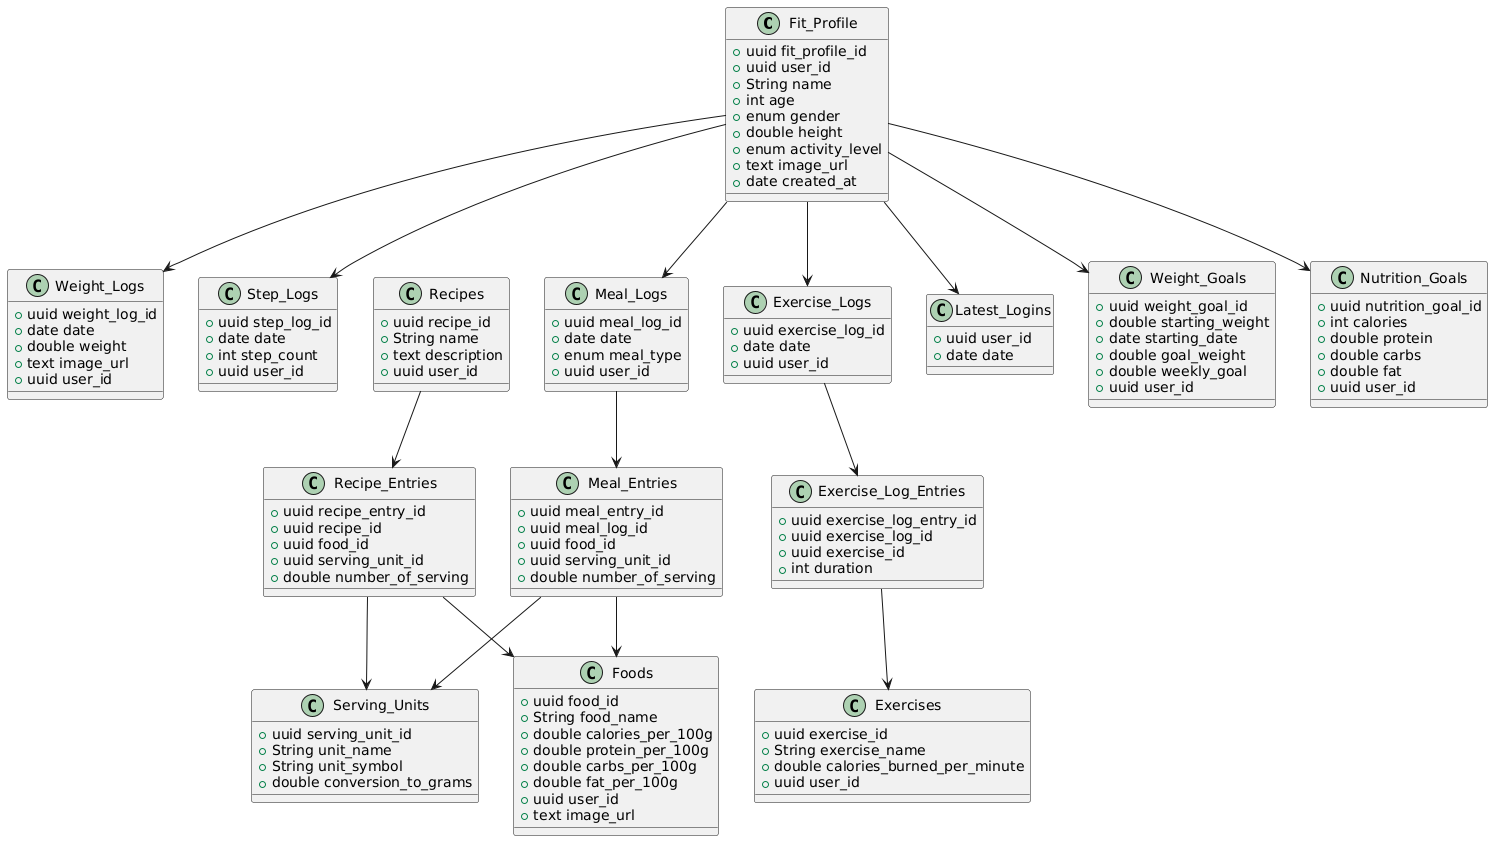 C Fit_Profile
uuid fit_profile_id
uuid user_id
String name
int age
enum gender
double height
enum activity_level
text image_url
date created_at
C Weight_Logs
uuid weight_log_id
date date
double weight
text image_url
uuid user_id
C Step_Logs
uuid step_log_id
date date
int step_count
uuid user_id
C Recipes
uuid recipe_id
String name
text description
uuid user_id
C Meal_Logs
uuid meal_log_id
date date
enum meal_type
uuid user_id
C Exercise_Logs
uuid exercise_log_id
date date
uuid user_id
C Latest_Logins
uuid user_id
date date
C Weight_Goals
uuid weight_goal_id
double starting_weight
date starting_date
double goal_weight
double weekly_goal
uuid user_id
C Nutrition_Goals
uuid nutrition_goal_id
int calories
double protein
double carbs
double fat
uuid user_id
C Recipe_Entries
uuid recipe_entry_id
uuid recipe_id
uuid food_id
uuid serving_unit_id
double number_of_serving
C Meal_Entries
uuid meal_entry_id
uuid meal_log_id
uuid food_id
uuid serving_unit_id
double number_of_serving
C Exercise_Log_Entries
uuid exercise_log_entry_id
uuid exercise_log_id
uuid exercise_id
int duration
C Serving_Units
uuid serving_unit_id
String unit_name
String unit_symbol
double conversion_to_grams
C Foods
uuid food_id
String food_name
double calories_per_100g
double protein_per_100g
double carbs_per_100g
double fat_per_100g
uuid user_id
text image_url
C Exercises
uuid exercise_id
String exercise_name
double calories_burned_per_minute
uuid user_id